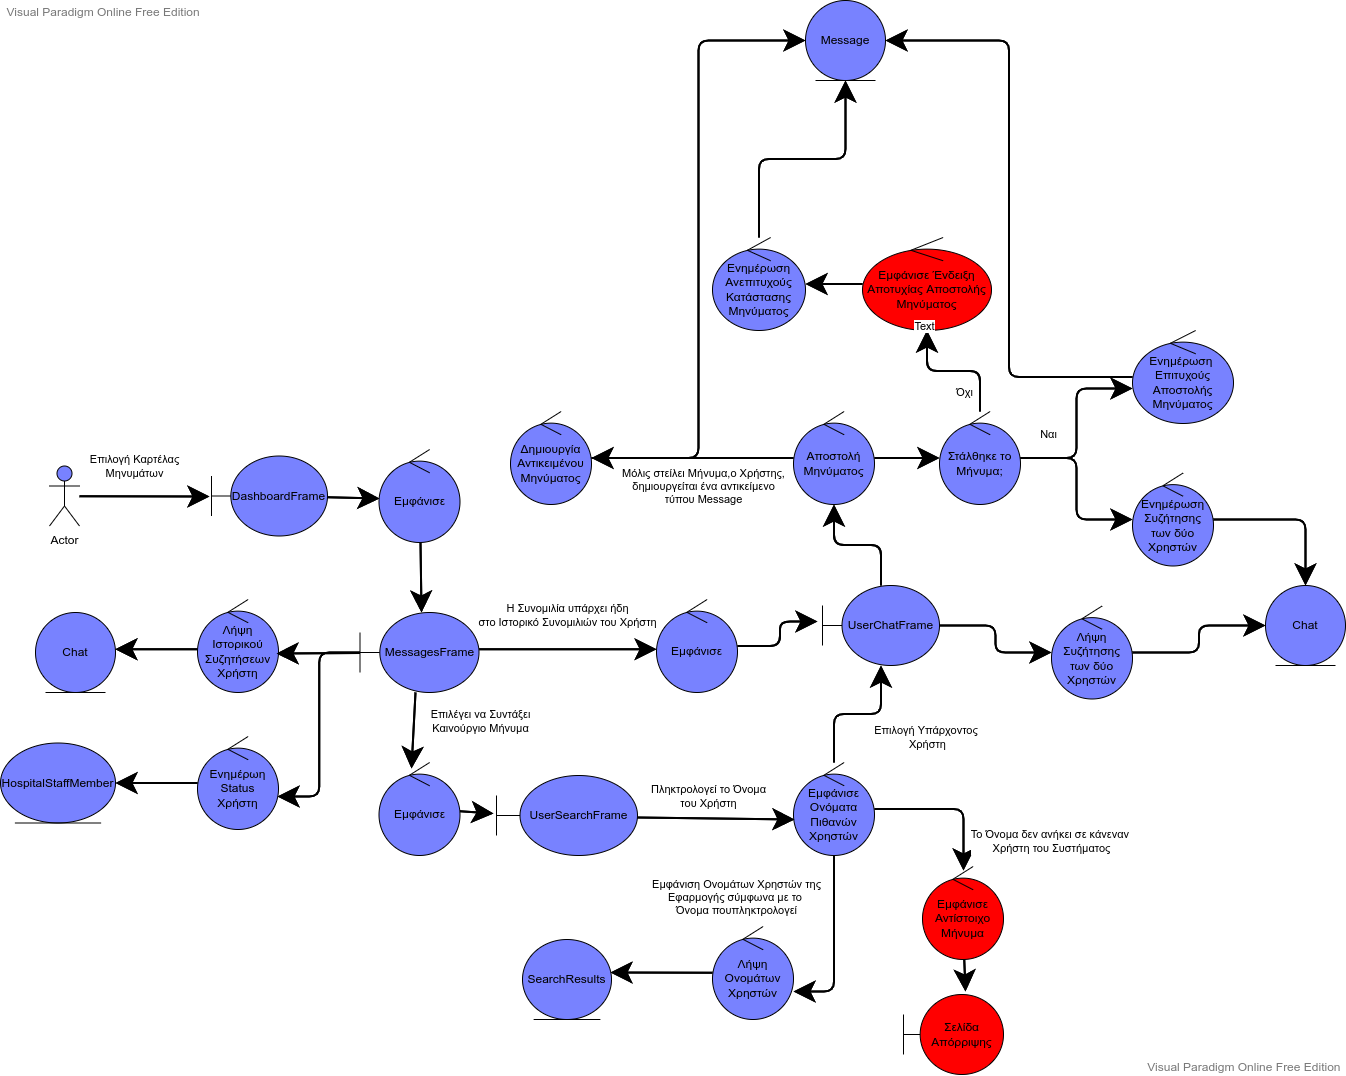 Visual Paradigm Online Free Edition
Message
Ενημέρωση
Ανεπιτυχούς
Κατάστασης
Μηνύματος
Εμφάνισε Ένδειξη
Αποτυχίας Αποστολής
Μηνύματος
Text
Όχι
Ενημέρωση
Επιτυχούς
Αποστολής
Μηνύματος
Ναι
Δημιουργία
Αντικειμένου
Μηνύματος
Μόλις στείλει Μήνυμα,ο Χρήστης,
δημιουργείται ένα αντικείμενο
τύπου Message
Αποστολή
Μηνύματος
Στάλθηκε το
Μήνυμα;
Επιλογή Καρτέλας
Μηνυμάτων
Actor
DashboardFrame
Εμφάνισε
Ενημέρωση
Συζήτησης
των δύο
Χρηστών
Chat
Λήψη
Ιστορικού
Συζητήσεων
Χρήστη
MessagesFrame
Η Συνομιλία υπάρχει ήδη
στο Ιστορικό Συνομιλιών του Χρήστη
Εμφάνισε
UserChatFrame
Λήψη
Συζήτησης
των δύο
Χρηστών
Chat
Επιλέγει να Συντάξει
Καινούργιο Μήνυμα
Επιλογή Υπάρχοντος
Χρήστη
HospitalStaffMember
Ενημέρωη
Status
Χρήστη
Εμφάνισε
UserSearchFrame
Πληκτρολογεί το Όνομα
του Χρήστη
Εμφάνισε
Ονόματα
Πιθανών
Χρηστών
Το Όνομα δεν ανήκει σε κάνεναν
Χρήστη του Συστήματος
Εμφάνιση Ονομάτων Χρηστών της
Εφαρμογής σύμφωνα με το
Όνομα πουπληκτρολογεί
Εμφάνισε
Αντίστοιχο
Μήνυμα
SearchResults
Λήψη
Ονομάτων
Χρηστών
Σελίδα
Απόρριψης
Visual Paradigm Online Free Edition